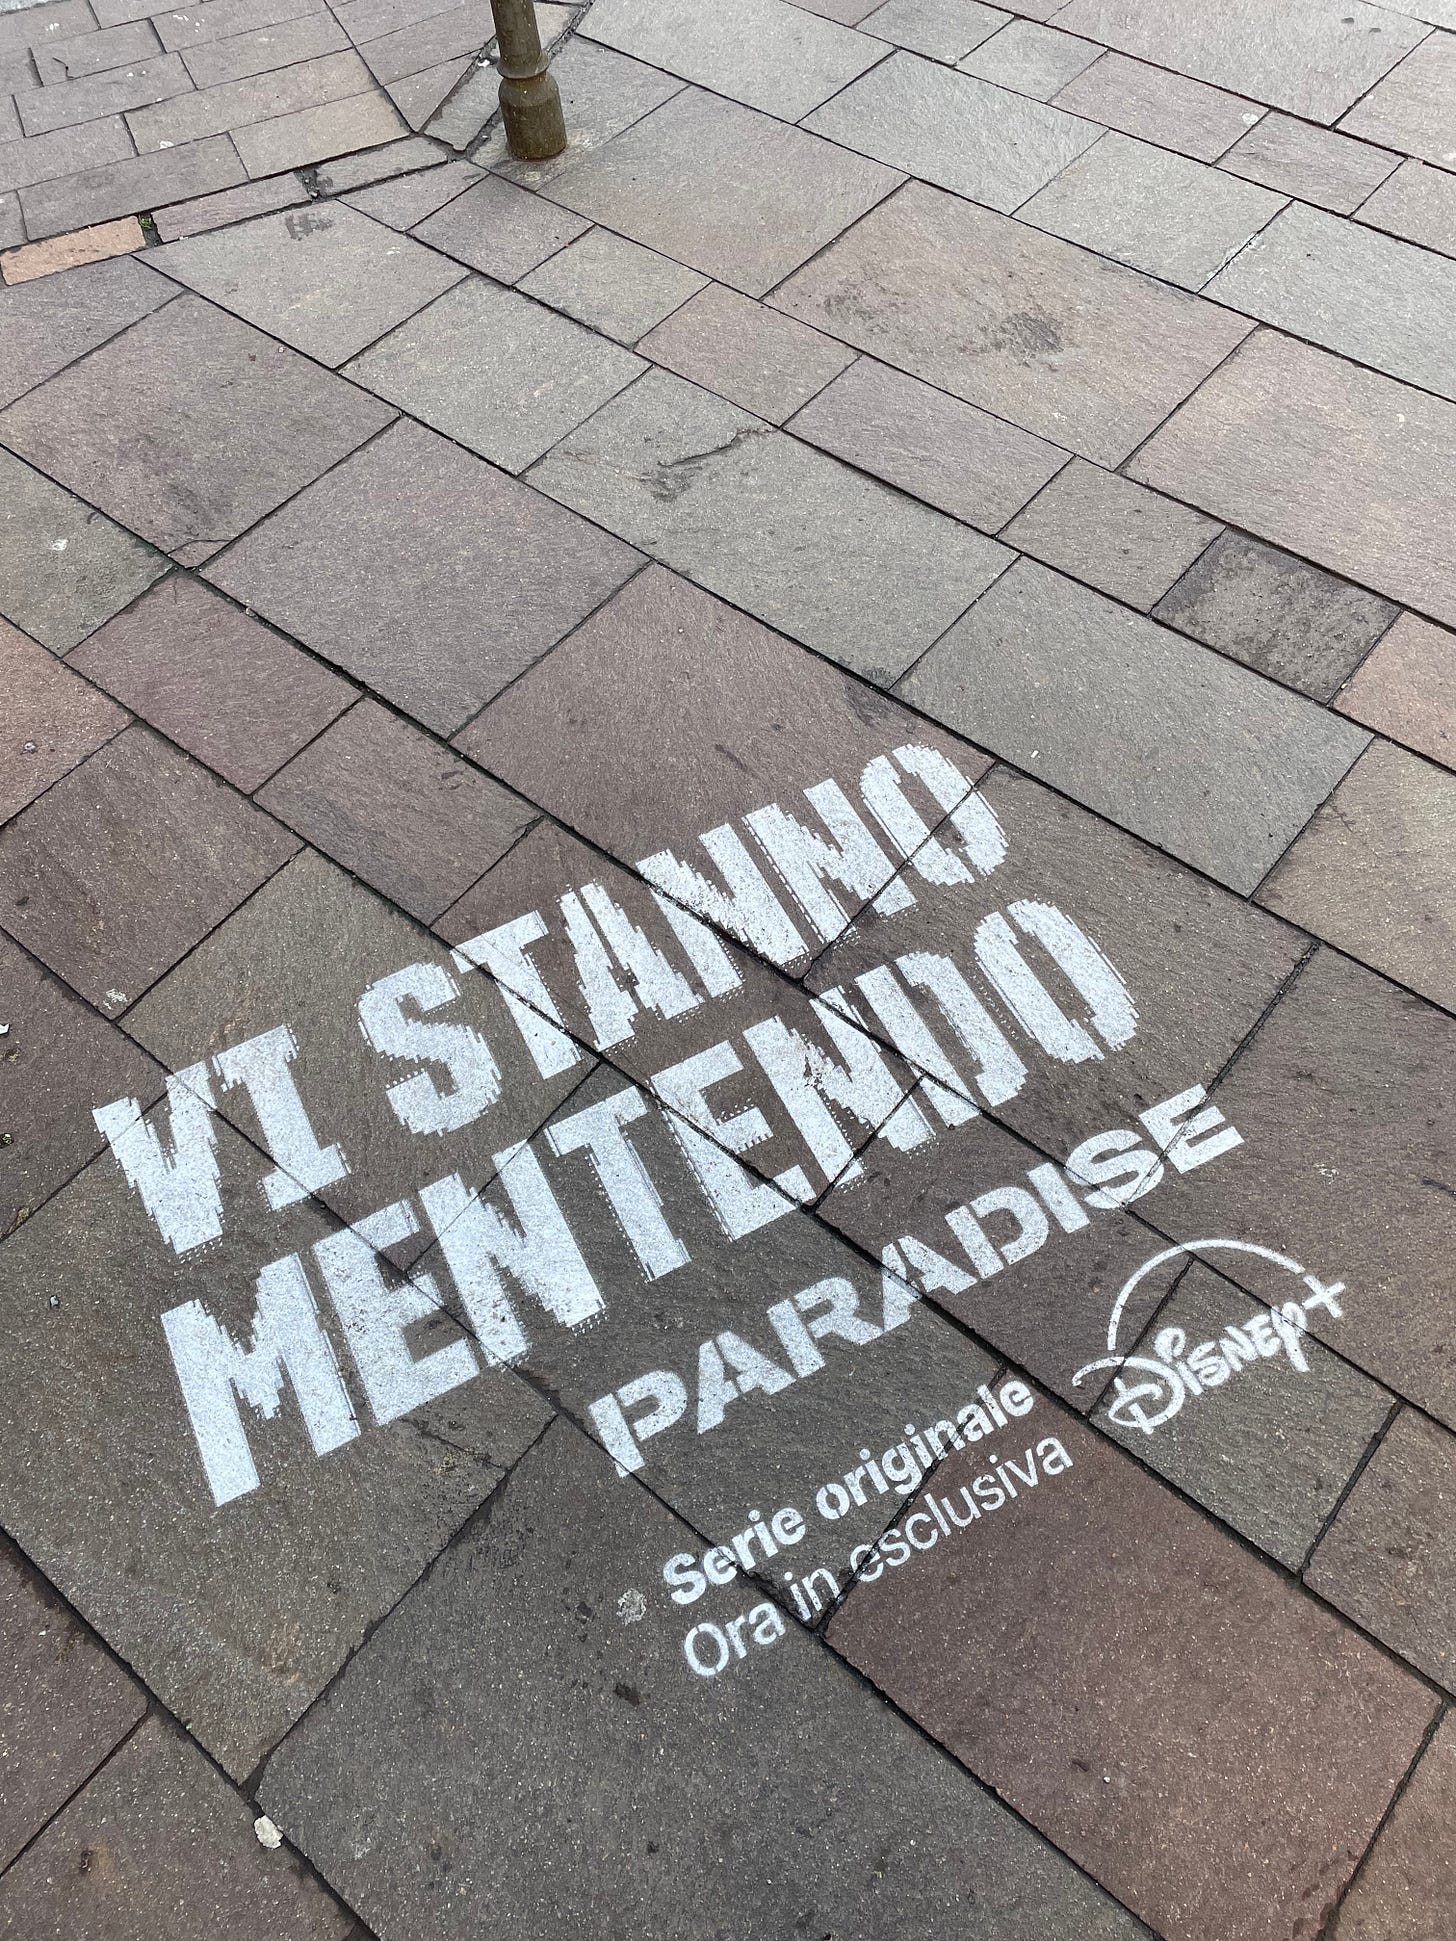 VI STANNO
MENTENDO
PARADISE
Serie originale
Ora in esclusiva
Disney+